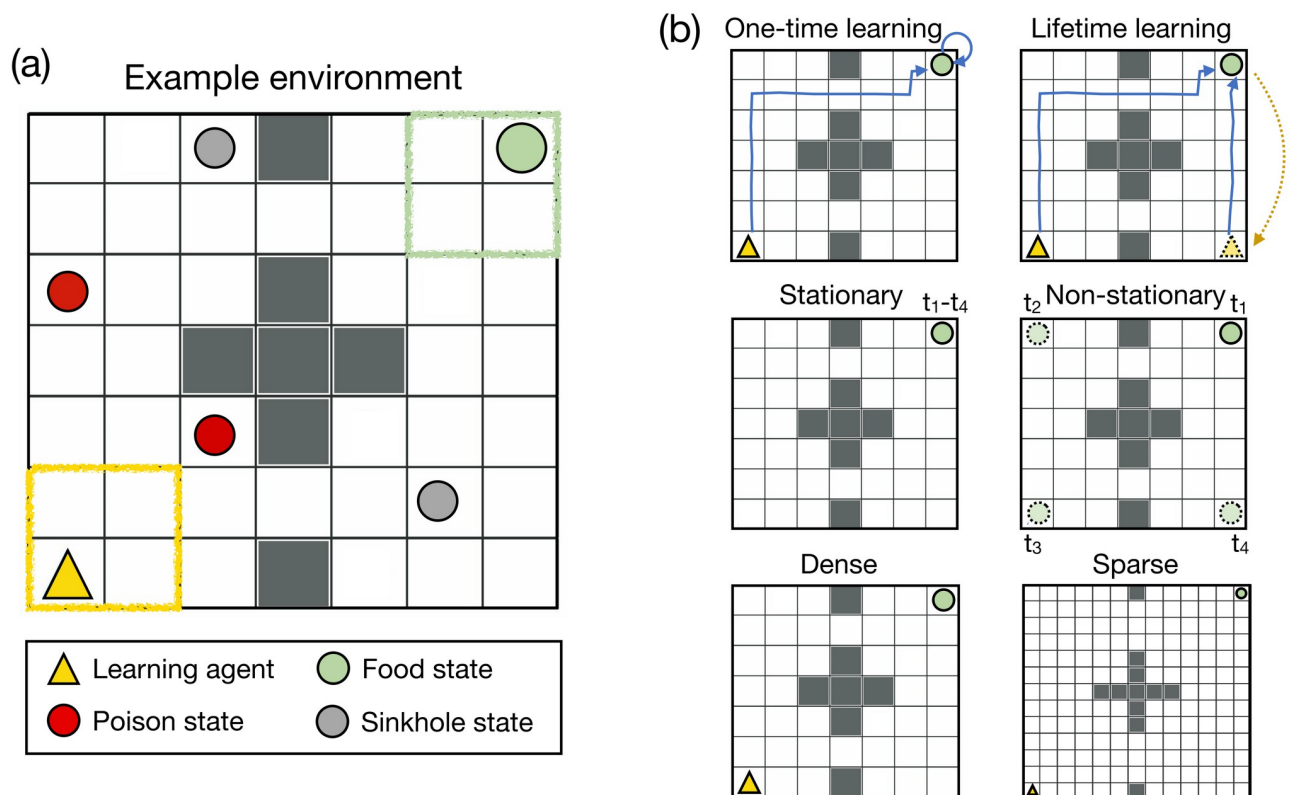 (a)
Example environment
Learning agent
Food state
Poison state
Sinkhole state
(b)
One-time learning
Lifetime learning
Stationary t₁-t₄
t₂ Non-stationary t₁
t₃
t₄
Dense
Sparse